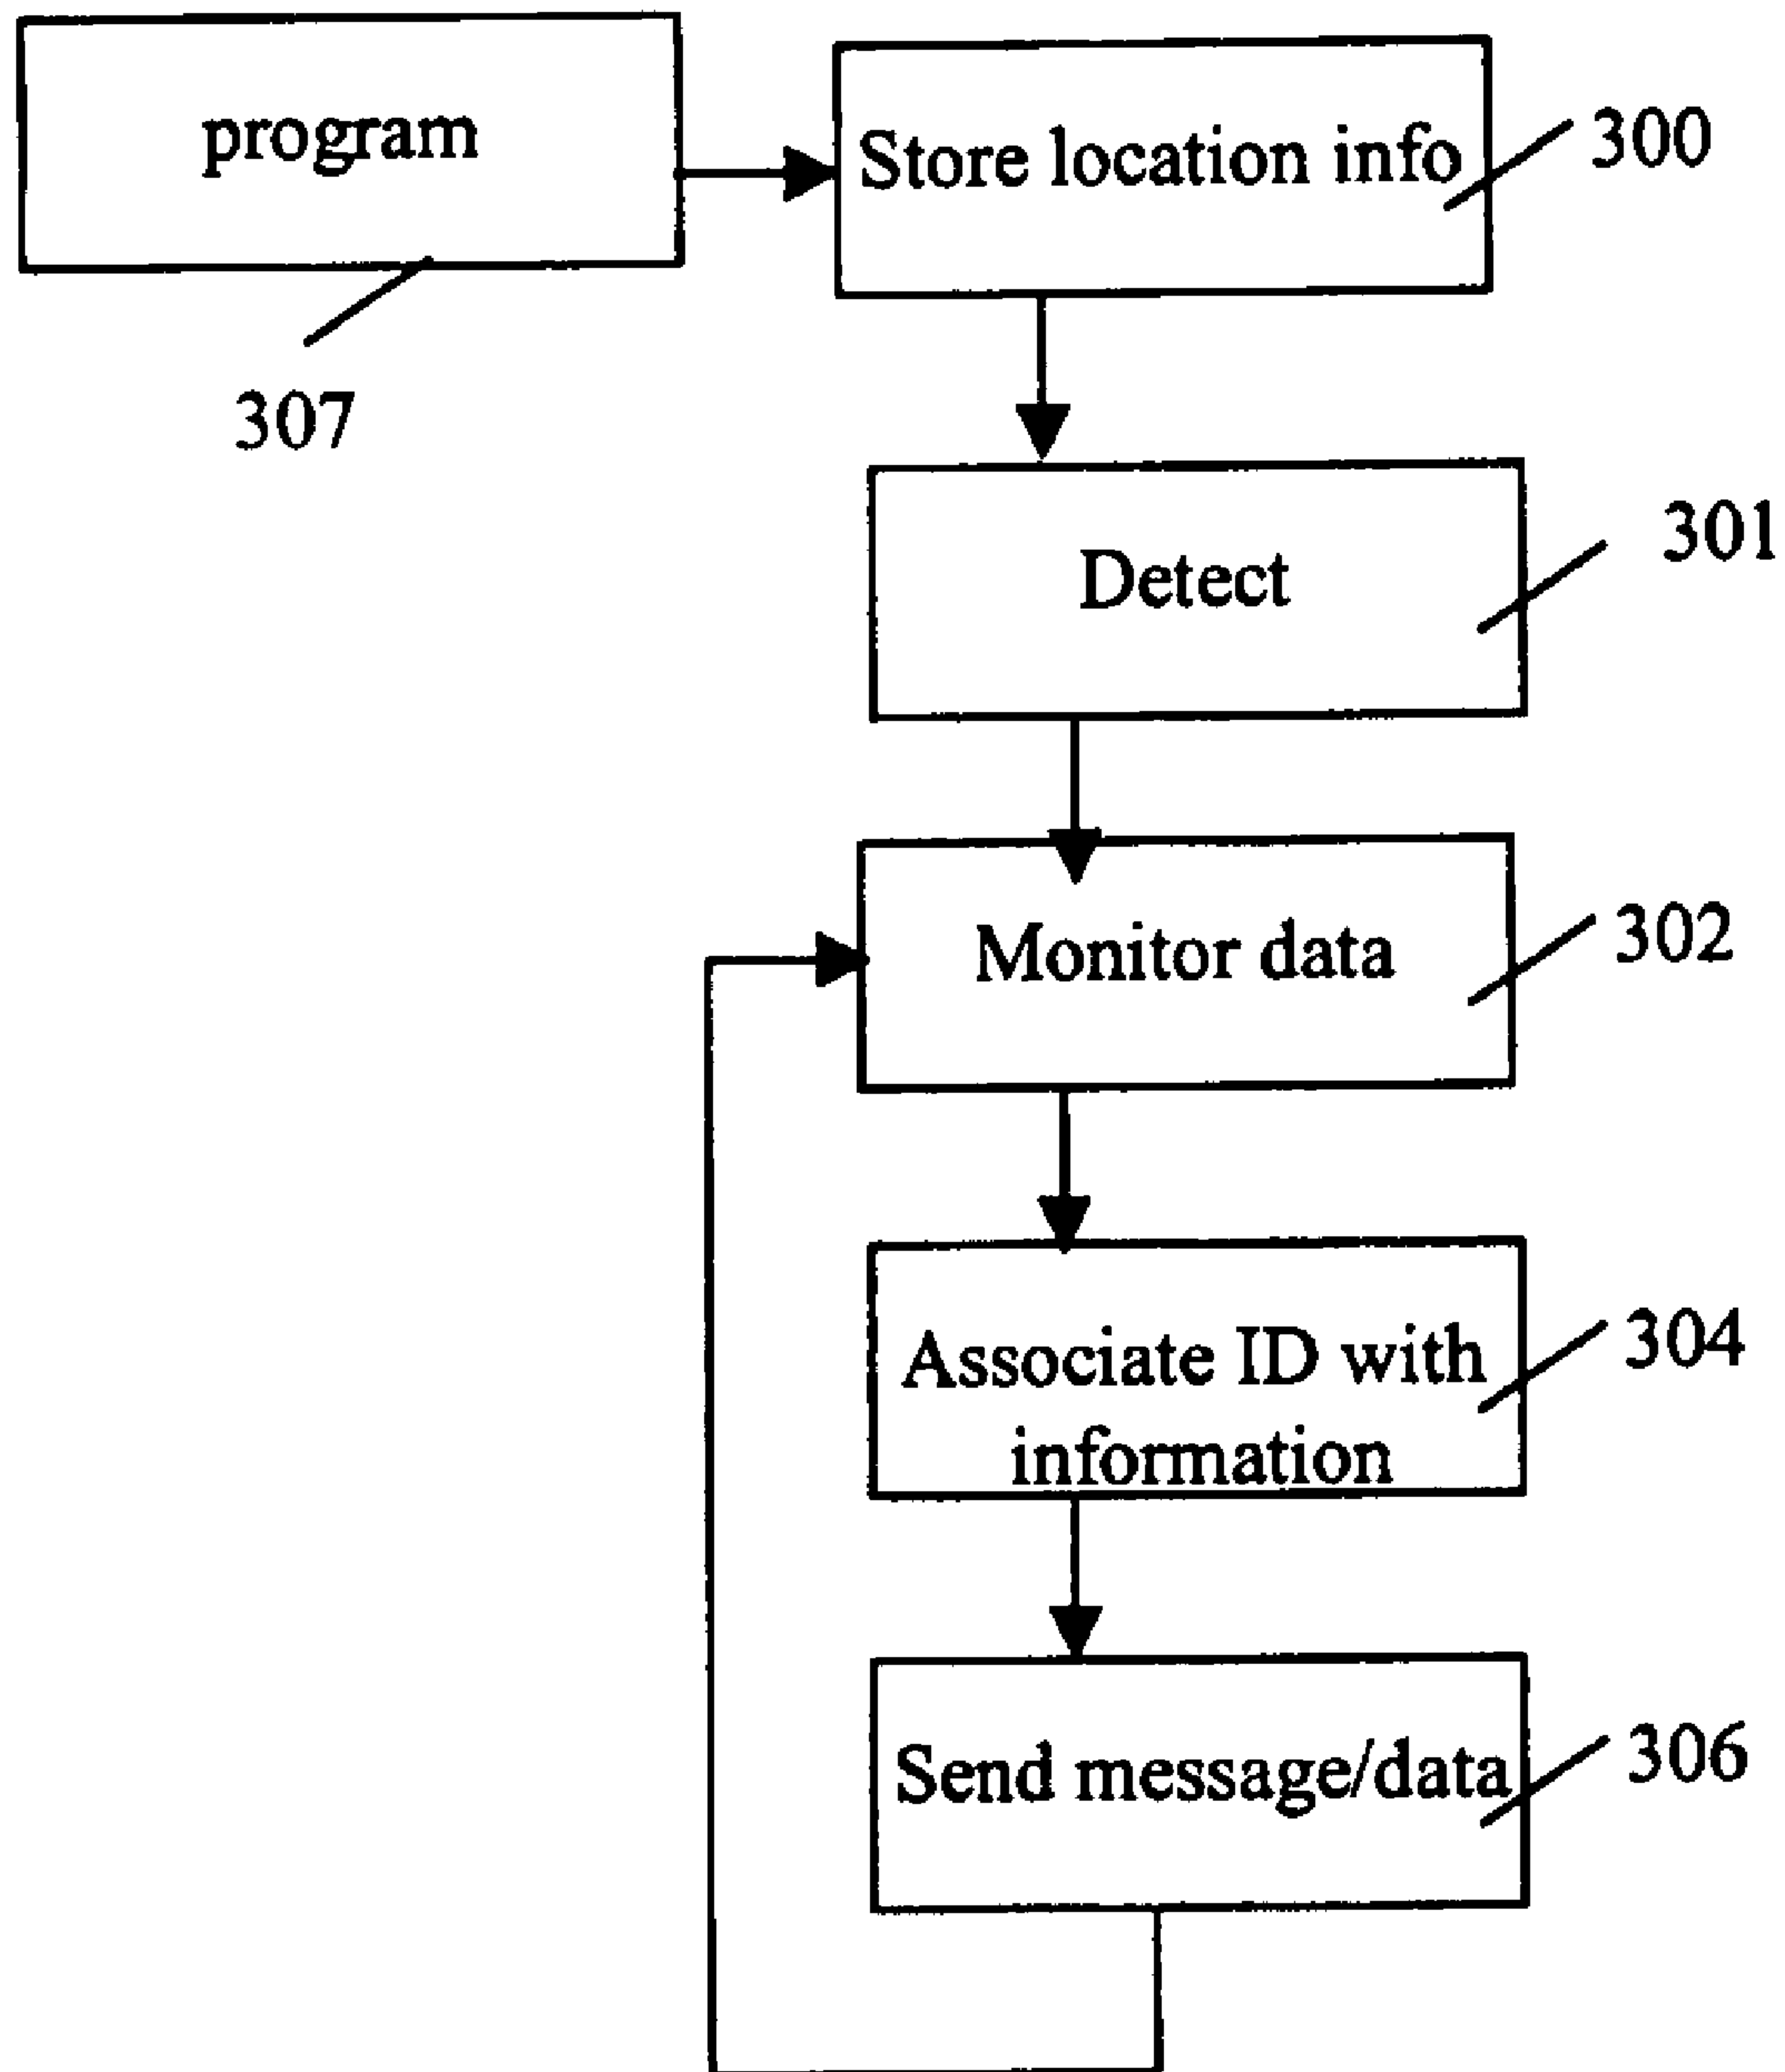 program
307
Store location info
300
Detect
301
Monitor data
302
Associate ID with
information
304
Send message/data
306